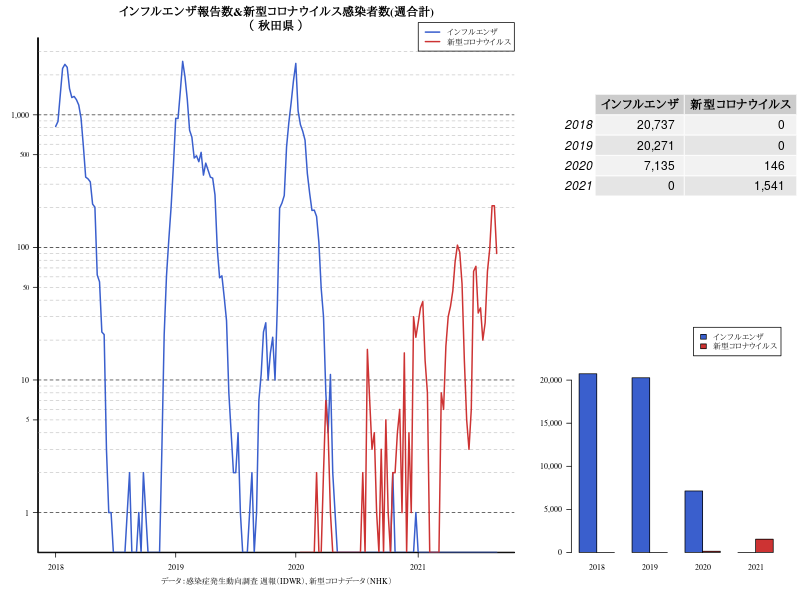 インフルエンザ報告数&新型コロナウイルス感染者数(週合計)
( 秋田県 )
インフルエンザ
新型コロナウイルス
1,000
500
100
50
10
5
1
2018 2019 2020 2021
データ:感染症発生動向調査 週報(IDWR)、新型コロナデータ(NHK)
インフルエンザ 新型コロナウイルス
2018 20,737 0
2019 20,271 0
2020 7,135 146
2021 0 1,541
インフルエンザ
新型コロナウイルス
20,000
15,000
10,000
5,000
0
2018 2019 2020 2021